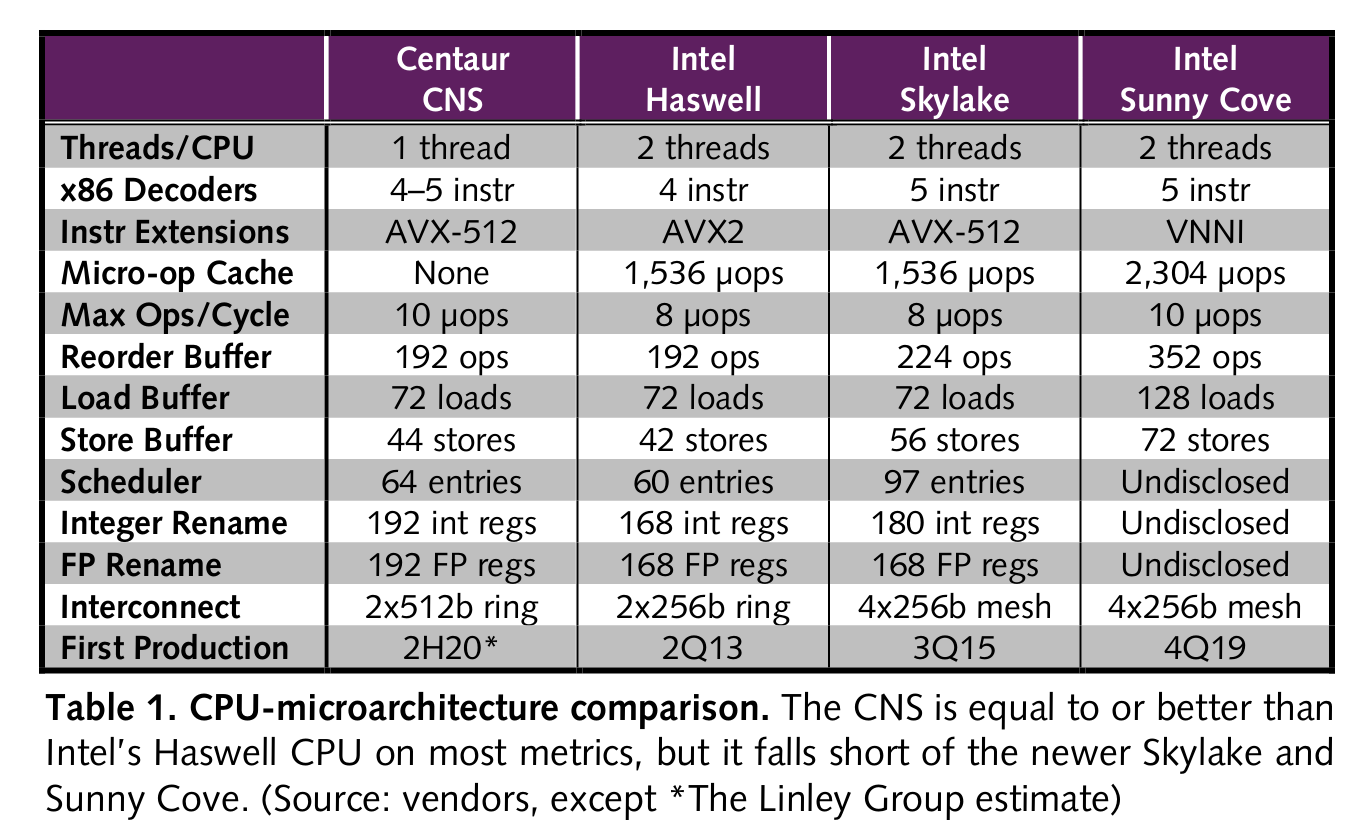 Centaur CNS Intel Haswell Intel Skylake Intel Sunny Cove
Threads/CPU 1 thread 2 threads 2 threads 2 threads
x86 Decoders 4–5 instr 4 instr 5 instr 5 instr
Instr Extensions AVX-512 AVX2 AVX-512 VNNI
Micro-op Cache None 1,536 µops 1,536 µops 2,304 µops
Max Ops/Cycle 10 µops 8 µops 8 µops 10 µops
Reorder Buffer 192 ops 192 ops 224 ops 352 ops
Load Buffer 72 loads 72 loads 72 loads 128 loads
Store Buffer 44 stores 42 stores 56 stores 72 stores
Scheduler 64 entries 60 entries 97 entries Undisclosed
Integer Rename 192 int regs 168 int regs 180 int regs Undisclosed
FP Rename 192 FP regs 168 FP regs 168 FP regs Undisclosed
Interconnect 2x512b ring 2x256b ring 4x256b mesh 4x256b mesh
First Production 2H20* 2Q13 3Q15 4Q19
Table 1. CPU-microarchitecture comparison. The CNS is equal to or better than
Intel's Haswell CPU on most metrics, but it falls short of the newer Skylake and
Sunny Cove. (Source: vendors, except *The Linley Group estimate)